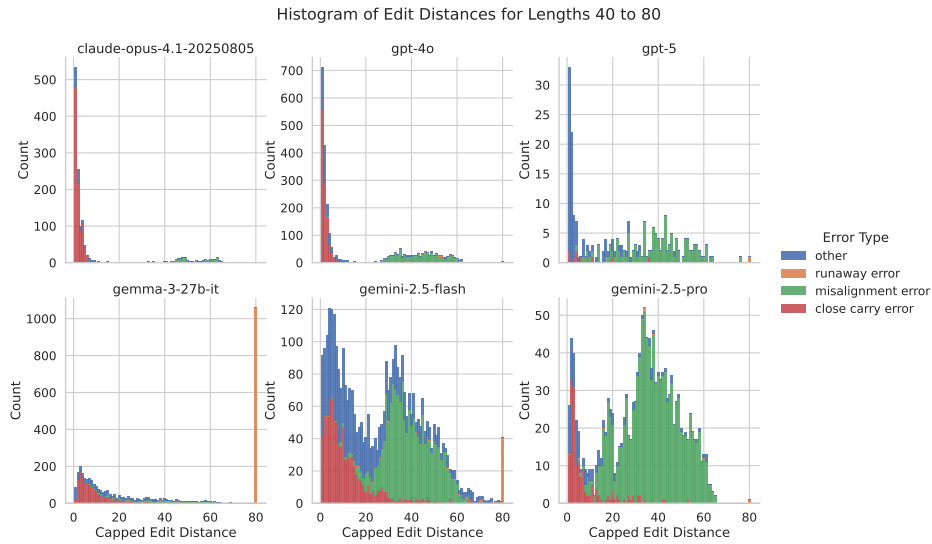 Histogram of Edit Distances for Lengths 40 to 80
claude-opus-4.1-20250805
gpt-4o
gpt-5
500
400
300
200
100
0
Count
700
600
500
400
300
200
100
0
Count
30
25
20
15
10
5
0
Count
Error Type
other
runaway error
misalignment error
close carry error
gemma-3-27b-it
gemini-2.5-flash
gemini-2.5-pro
1000
800
600
400
200
0
Count
0 20 40 60 80
Capped Edit Distance
120
100
80
60
40
20
0
Count
0 20 40 60 80
Capped Edit Distance
50
40
30
20
10
0
Count
0 20 40 60 80
Capped Edit Distance